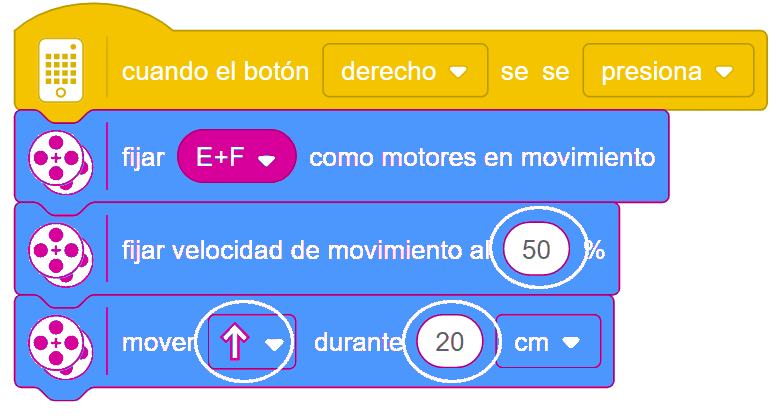 cuando el botón derecho se se presiona
fijar E+F como motores en movimiento
fijar velocidad de movimiento al 50 %
mover durante 20 cm